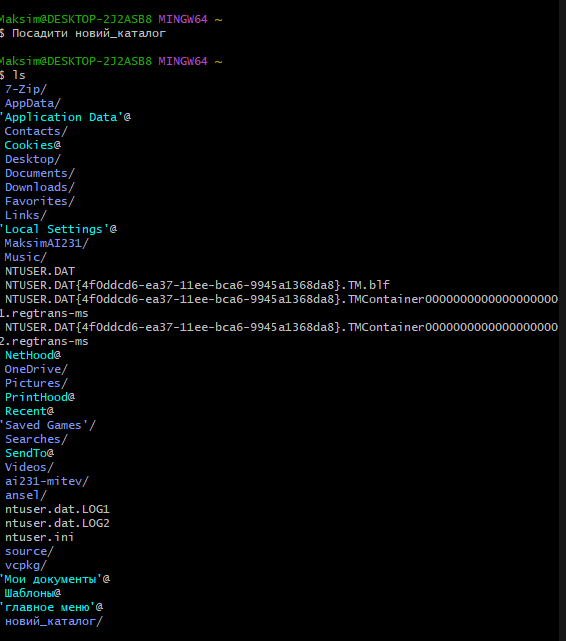 Maksim@DESKTOP-2J2ASB8 MINGW64 ~
$ Посадити новий_каталог
Maksim@DESKTOP-2J2ASB8 MINGW64 ~
$ ls
7-Zip/
AppData/
'Application Data'@
Contacts/
Cookies@
Desktop/
Documents/
Downloads/
Favorites/
Links/
'Local Settings'@
MaksimAI231/
Music/
NTUSER.DAT
NTUSER.DAT{4f0ddcd6-ea37-11ee-bca6-9945a1368da8}.TM.blf
NTUSER.DAT{4f0ddcd6-ea37-11ee-bca6-9945a1368da8}.TMContainer0000000000000000000
1.regtrans-ms
NTUSER.DAT{4f0ddcd6-ea37-11ee-bca6-9945a1368da8}.TMContainer0000000000000000000
2.regtrans-ms
NetHood@
OneDrive/
Pictures/
PrintHood@
Recent@
'Saved Games'/
Searches/
SendTo@
Videos/
ai231-mitev/
ansel/
ntuser.dat.LOG1
ntuser.dat.LOG2
ntuser.ini
source/
vcpkg/
'Мои документы'@
Шаблоны@
'главное меню'@
новий_каталог/